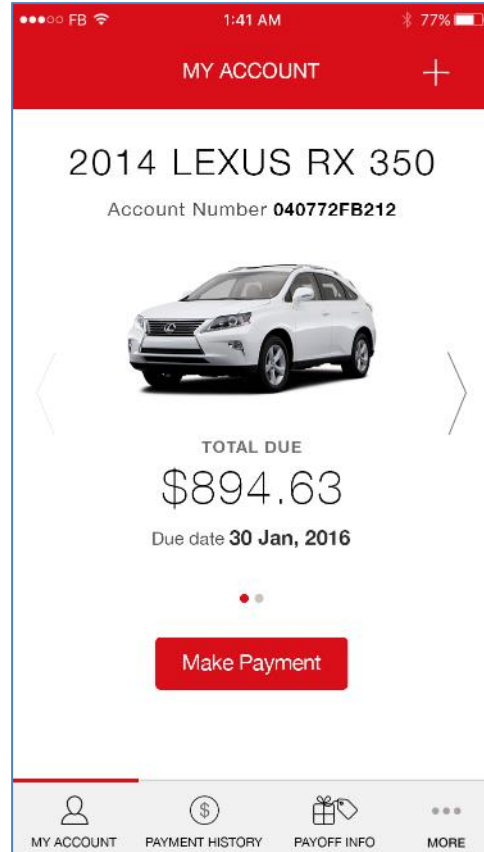 FB 1:41 AM 77%
MY ACCOUNT +
2014 LEXUS RX 350
Account Number 040772FB212
TOTAL DUE
$894.63
Due date 30 Jan, 2016
Make Payment
$
MY ACCOUNT PAYMENT HISTORY PAYOFF INFO MORE